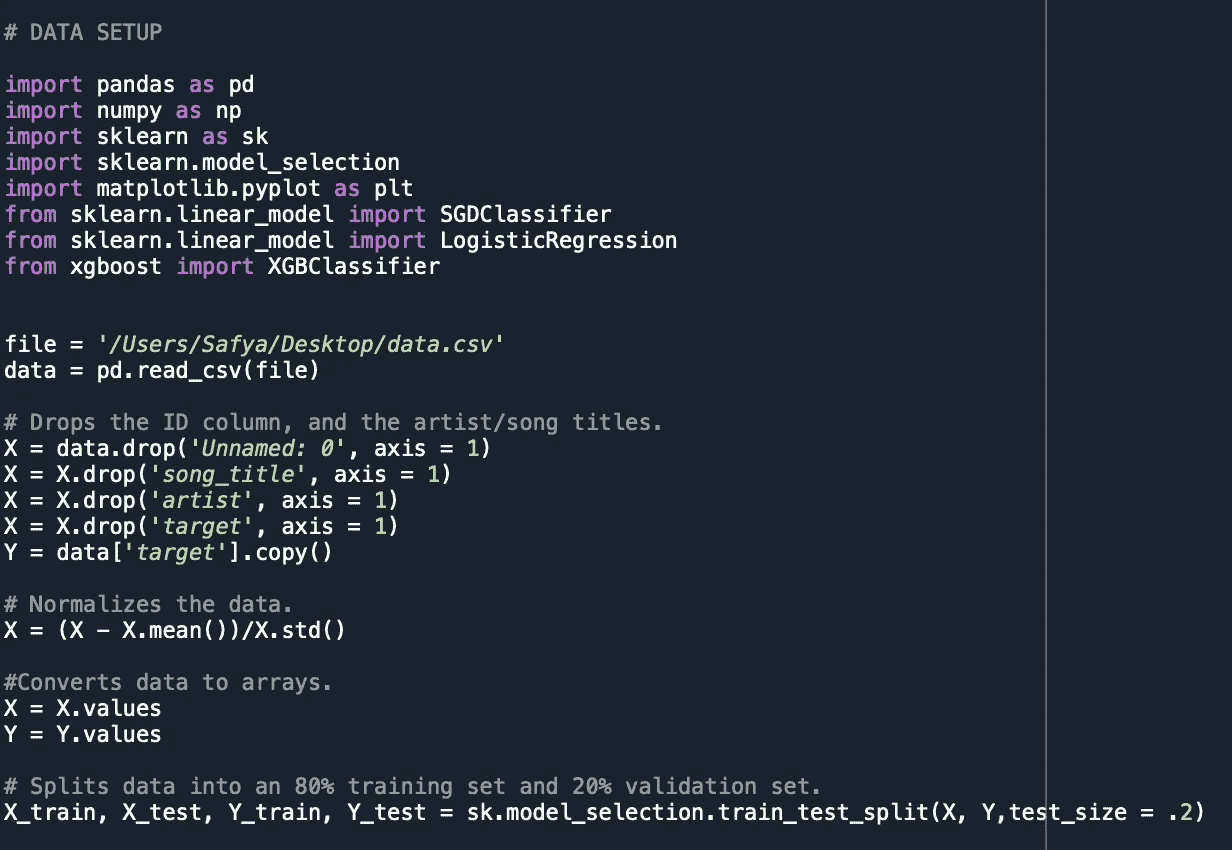 # DATA SETUP
import pandas as pd
import numpy as np
import sklearn as sk
import sklearn.model_selection
import matplotlib.pyplot as plt
from sklearn.linear_model import SGDClassifier
from sklearn.linear_model import LogisticRegression
from xgboost import XGBClassifier
file = '/Users/Safya/Desktop/data.csv'
data = pd.read_csv(file)
# Drops the ID column, and the artist/song titles.
X = data.drop('Unnamed: 0', axis = 1)
X = X.drop('song_title', axis = 1)
X = X.drop('artist', axis = 1)
X = X.drop('target', axis = 1)
Y = data['target'].copy()
# Normalizes the data.
X = (X - X.mean())/X.std()
#Converts data to arrays.
X = X.values
Y = Y.values
# Splits data into an 80% training set and 20% validation set.
X_train, X_test, Y_train, Y_test = sk.model_selection.train_test_split(X, Y,test_size = .2)